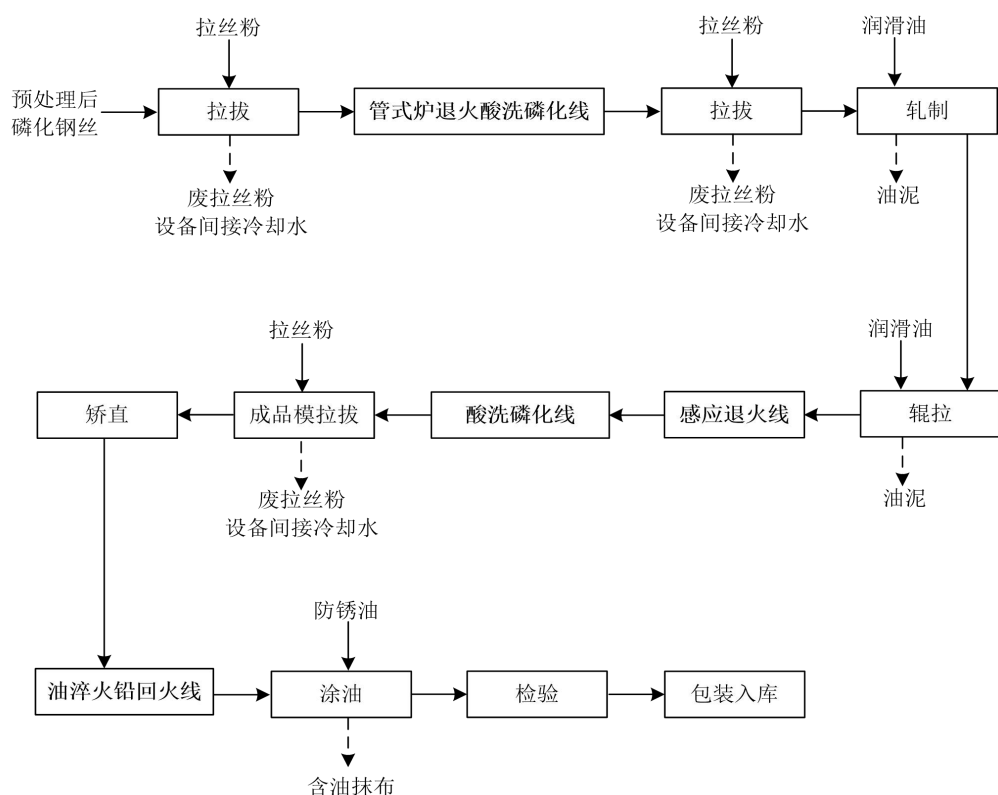 拉丝粉
拉丝粉
润滑油
预处理后
磷化钢丝
拉拔
管式炉退火酸洗磷化线
拉拔
轧制
废拉丝粉
设备间接冷却水
废拉丝粉
设备间接冷却水
油泥
拉丝粉
润滑油
矫直
成品模拉拔
酸洗磷化线
感应退火线
辊拉
废拉丝粉
设备间接冷却水
油泥
防锈油
油淬火铅回火线
涂油
检验
包装入库
含油抹布